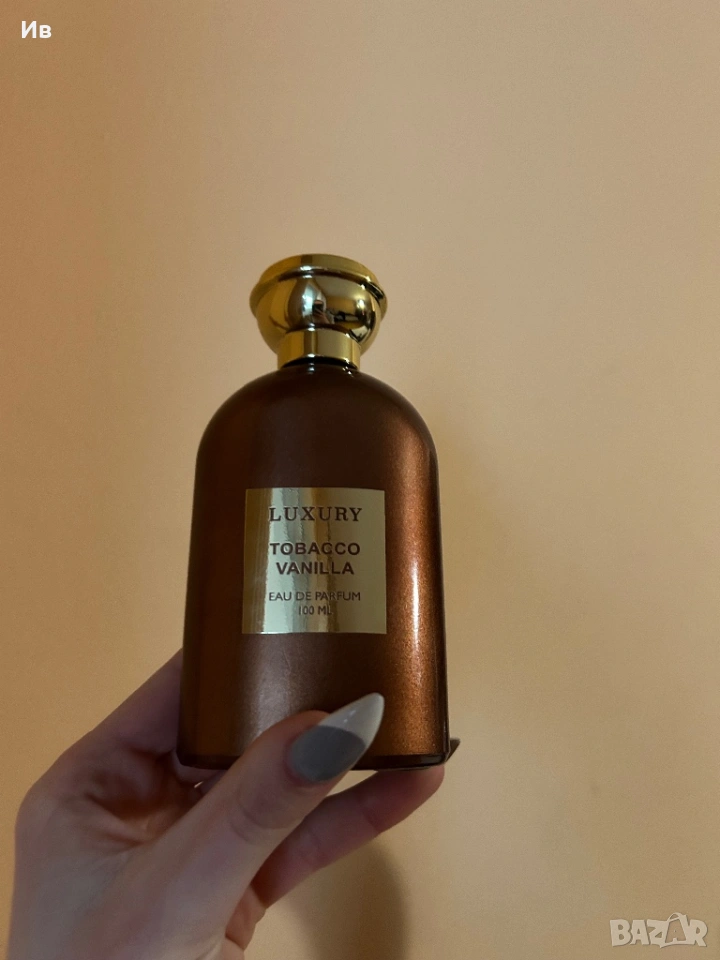 Ив
LUXURY
TOBACCO
VANILLA
EAU DE PARFUM
100 ML
BAZAR